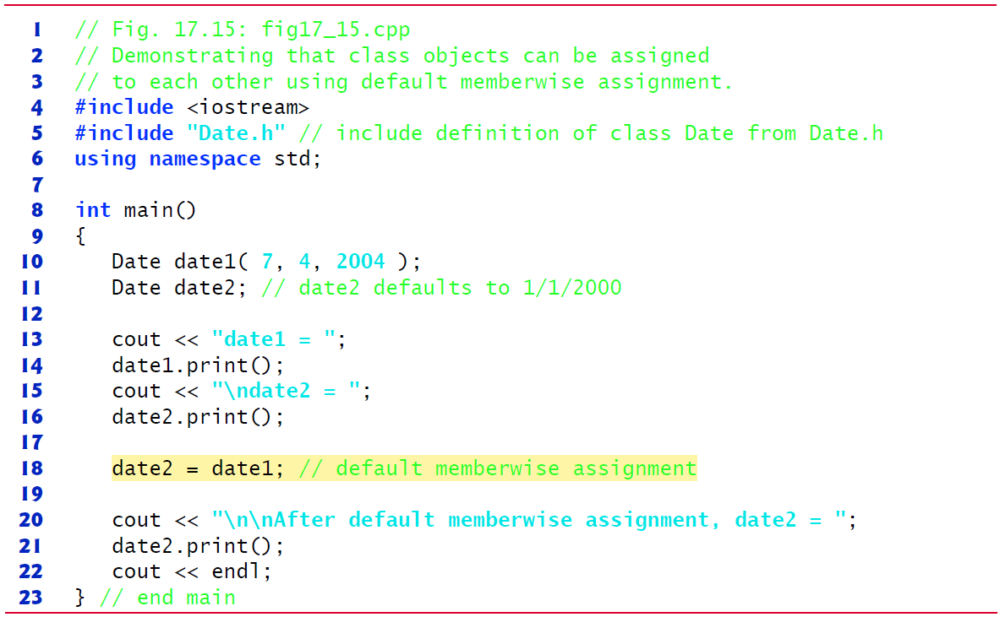 1 // Fig. 17.15: fig17_15.cpp
2 // Demonstrating that class objects can be assigned
3 // to each other using default memberwise assignment.
4 #include <iostream>
5 #include "Date.h" // include definition of class Date from Date.h
6 using namespace std;
7
8 int main()
9 {
10 Date date1( 7, 4, 2004 );
11 Date date2; // date2 defaults to 1/1/2000
12
13 cout << "date1 = ";
14 date1.print();
15 cout << "\ndate2 = ";
16 date2.print();
17
18 date2 = date1; // default memberwise assignment
19
20 cout << "\n\nAfter default memberwise assignment, date2 = ";
21 date2.print();
22 cout << endl;
23 } // end main